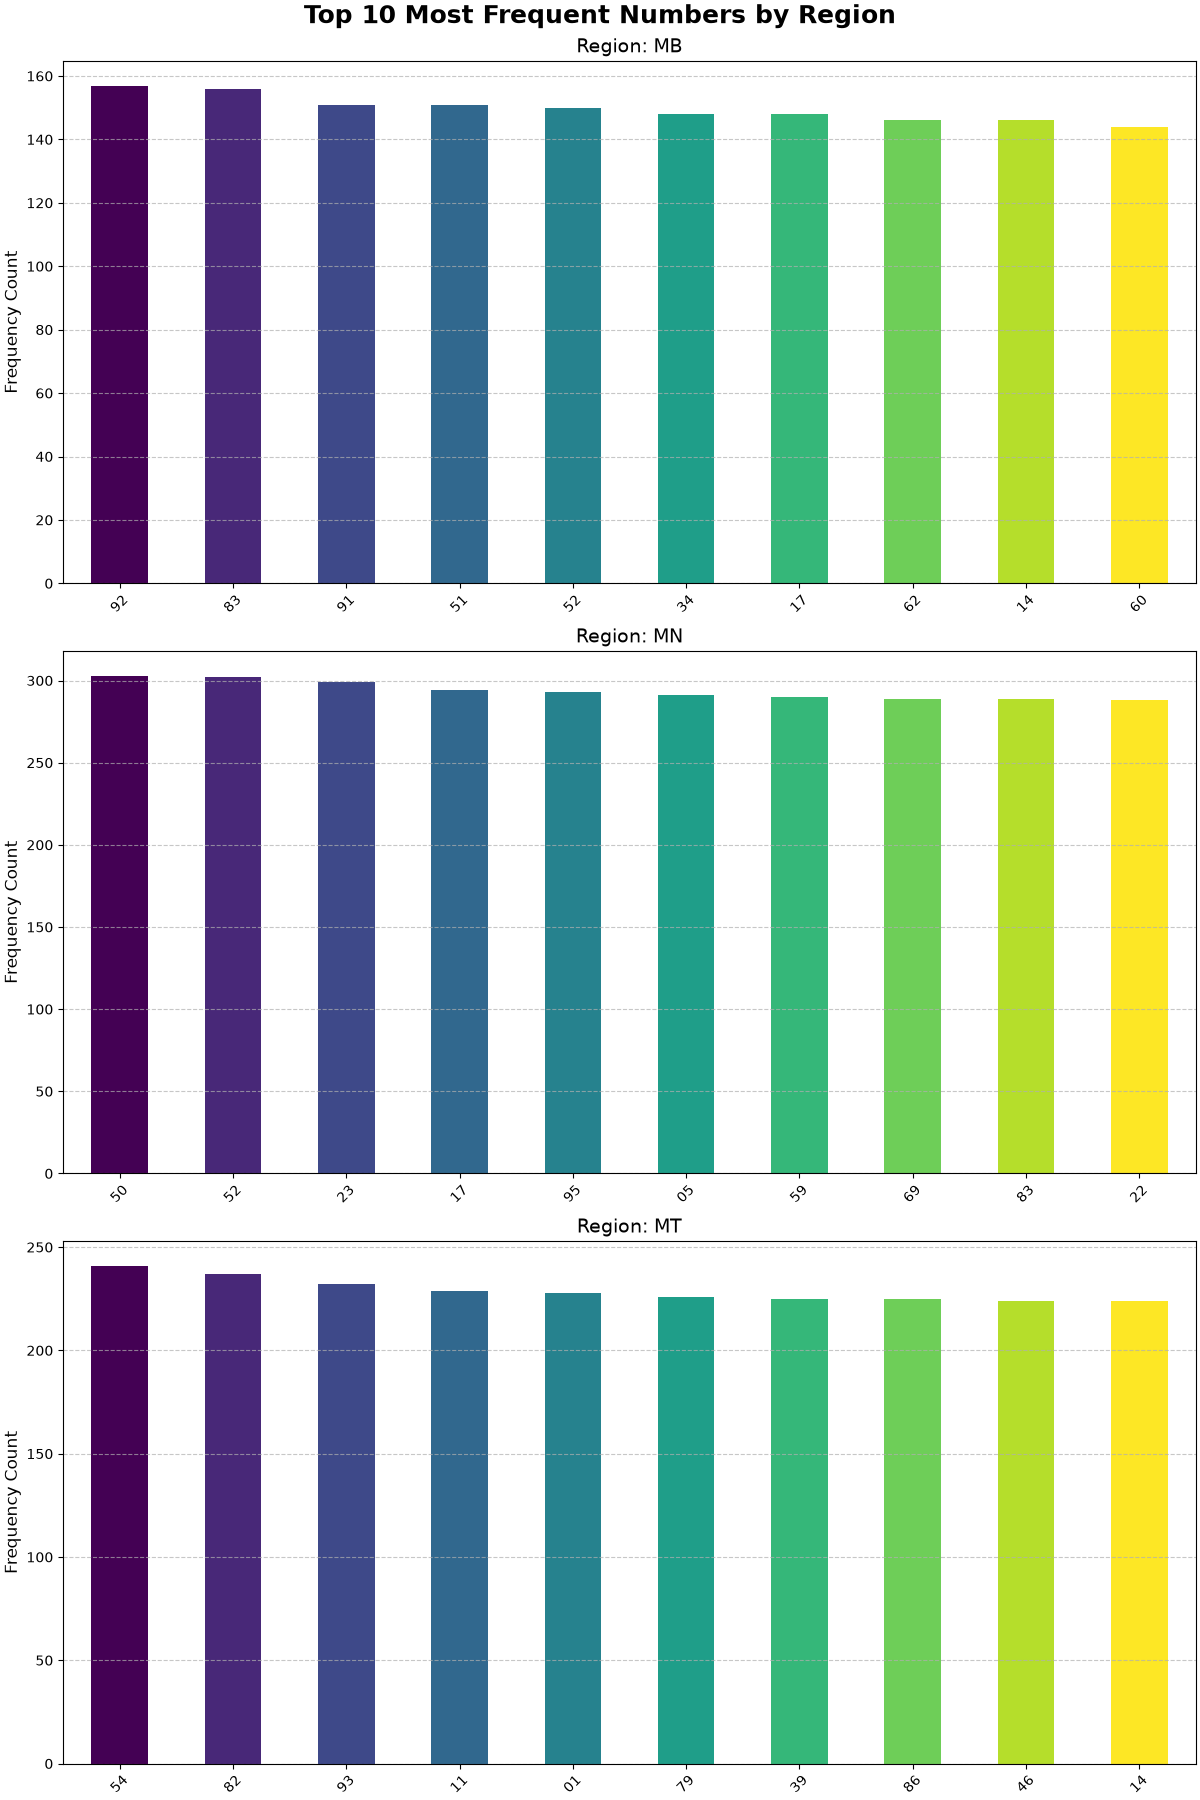 Top 10 Most Frequent Numbers by Region
Region: MB
Frequency Count
160
140
120
100
80
60
40
20
0
92 83 91 51 52 34 17 62 14 60
Region: MN
Frequency Count
300
250
200
150
100
50
0
50 52 23 17 95 05 59 69 83 22
Region: MT
Frequency Count
250
200
150
100
50
0
54 82 93 11 01 79 39 86 46 14